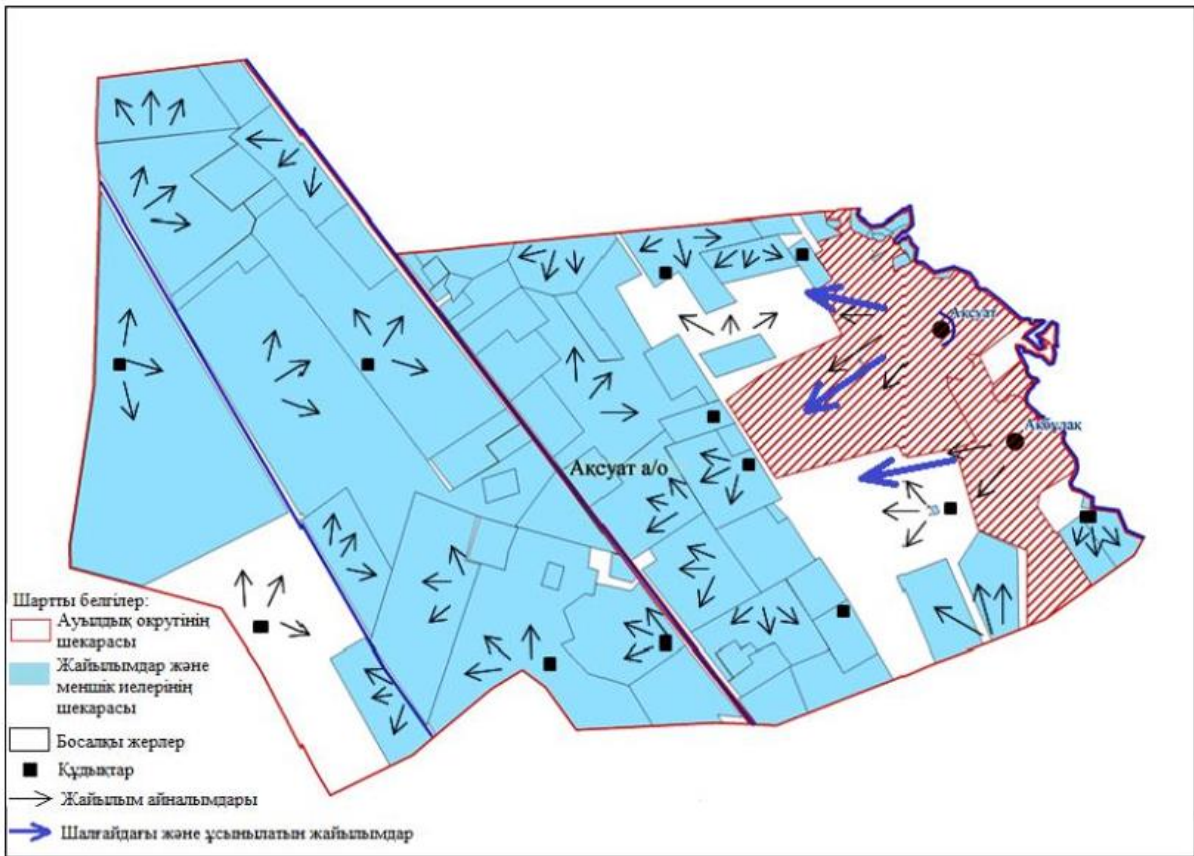 Ақсуат
Ақбулақ
Ақсуат а/о
Шартты белгілер:
Ауылдық округінің
шекарасы
Жайылымдар және
меншік иелерінің
шекарасы
Босалқы жерлер
Құдықтар
Жайылым айналымдары
Шалғайдағы және ұсынылатын жайылымдар